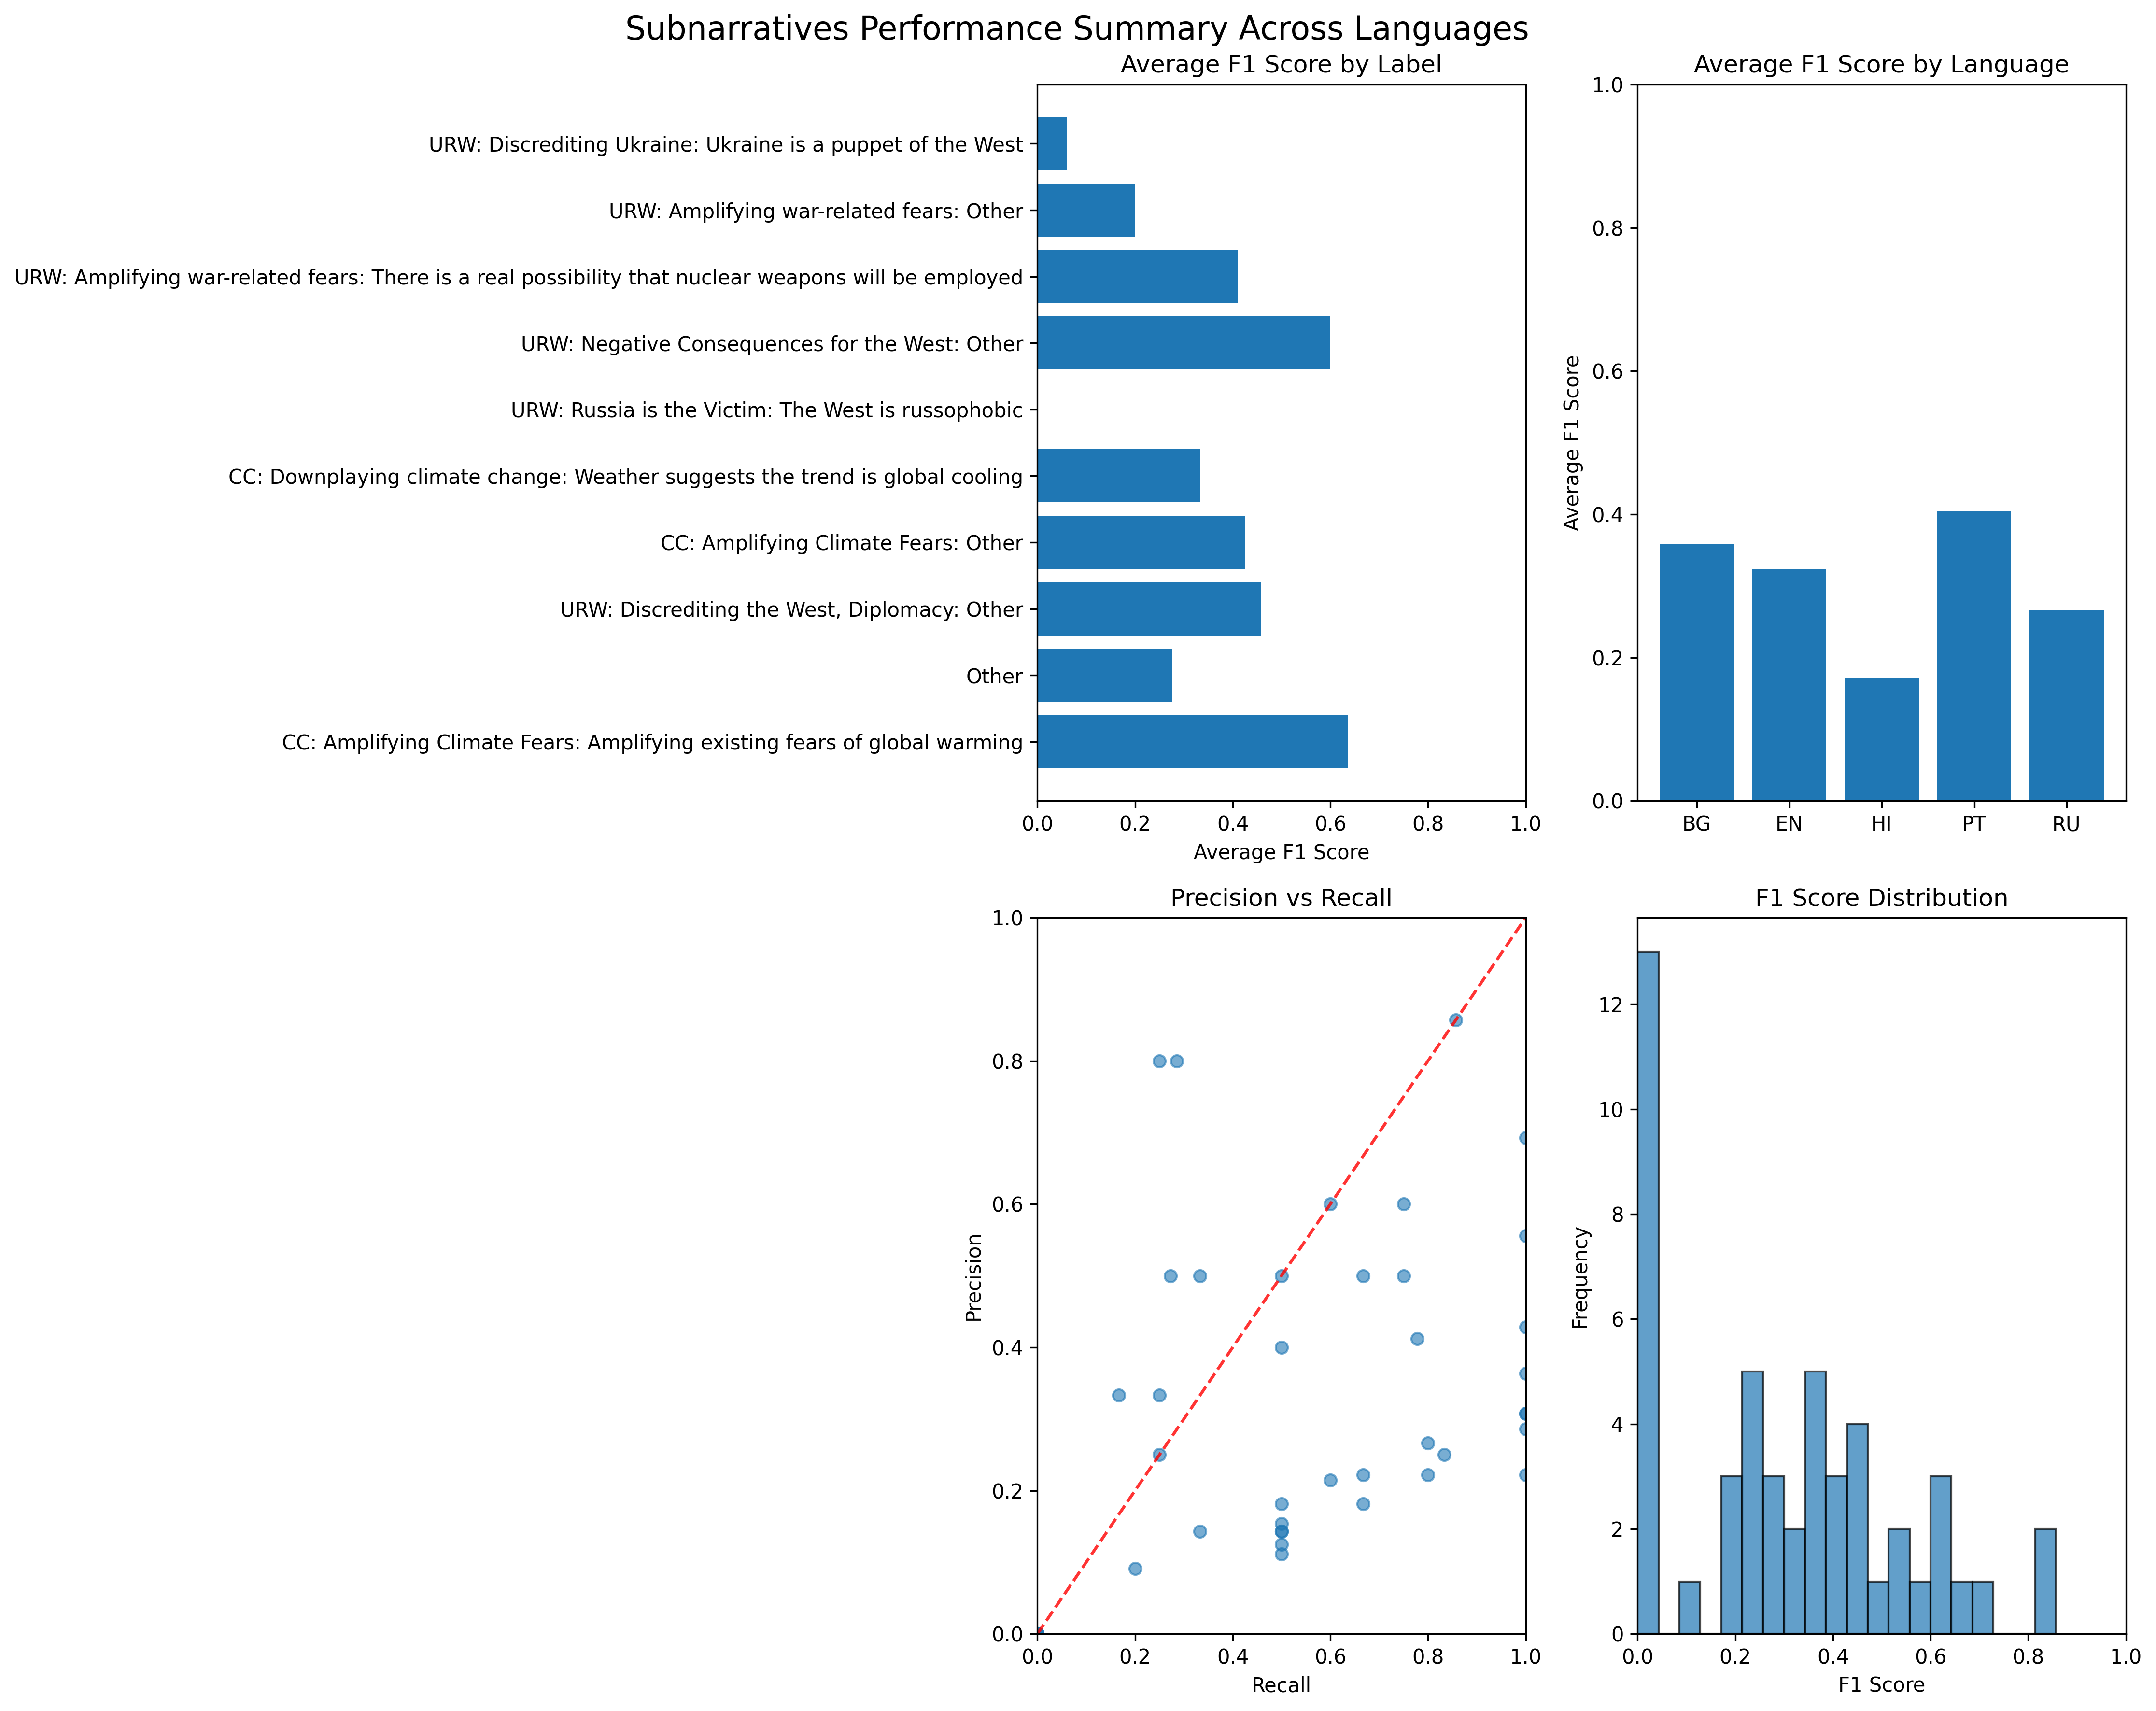 Subnarratives Performance Summary Across Languages
Average F1 Score by Label
URW: Discrediting Ukraine: Ukraine is a puppet of the West
URW: Amplifying war-related fears: Other
URW: Amplifying war-related fears: There is a real possibility that nuclear weapons will be employed
URW: Negative Consequences for the West: Other
URW: Russia is the Victim: The West is russophobic
CC: Downplaying climate change: Weather suggests the trend is global cooling
CC: Amplifying Climate Fears: Other
URW: Discrediting the West, Diplomacy: Other
Other
CC: Amplifying Climate Fears: Amplifying existing fears of global warming
0.0 0.2 0.4 0.6 0.8 1.0
Average F1 Score
Average F1 Score by Language
Average F1 Score
1.0
0.8
0.6
0.4
0.2
0.0
BG EN HI PT RU
Precision vs Recall
Precision
1.0
0.8
0.6
0.4
0.2
0.0
0.0 0.2 0.4 0.6 0.8 1.0
Recall
F1 Score Distribution
Frequency
12
10
8
6
4
2
0
0.0 0.2 0.4 0.6 0.8 1.0
F1 Score